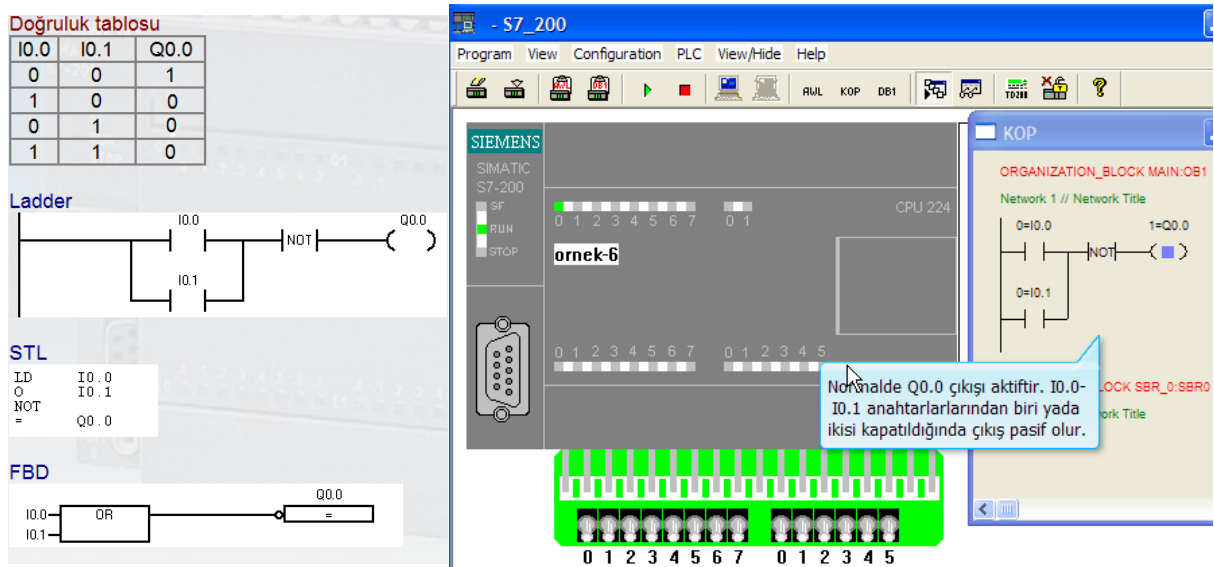 Doğruluk tablosu
I0.0 I0.1 Q0.0
0 0 1
1 0 0
0 1 0
1 1 0
Ladder
I0.0 Q0.0
NOT
I0.1
STL
LD I0.0
O I0.1
NOT
= Q0.0
FBD
Q0.0
I0.0 OR =
I0.1
- S7_200
Program View Configuration PLC View/Hide Help
AWL KOP DB1
SIEMENS
SIMATIC
S7-200
SF
RUN
STOP
0 1 2 3 4 5 6 7 0 1
CPU 224
ornek-6
0 1 2 3 4 5 6 7 0 1 2 3 4 5
0 1 2 3 4 5 6 7 0 1 2 3 4 5
KOP
ORGANIZATION_BLOCK MAIN:OB1
Network 1 // Network Title
0=I0.0 1=Q0.0
NOT
0=I0.1
LOCK SBR_0:SBR0
ork Title
Normalde Q0.0 çıkışı aktiftir. I0.0-
I0.1 anahtarlarlarından biri yada
ikisi kapatıldığında çıkış pasif olur.